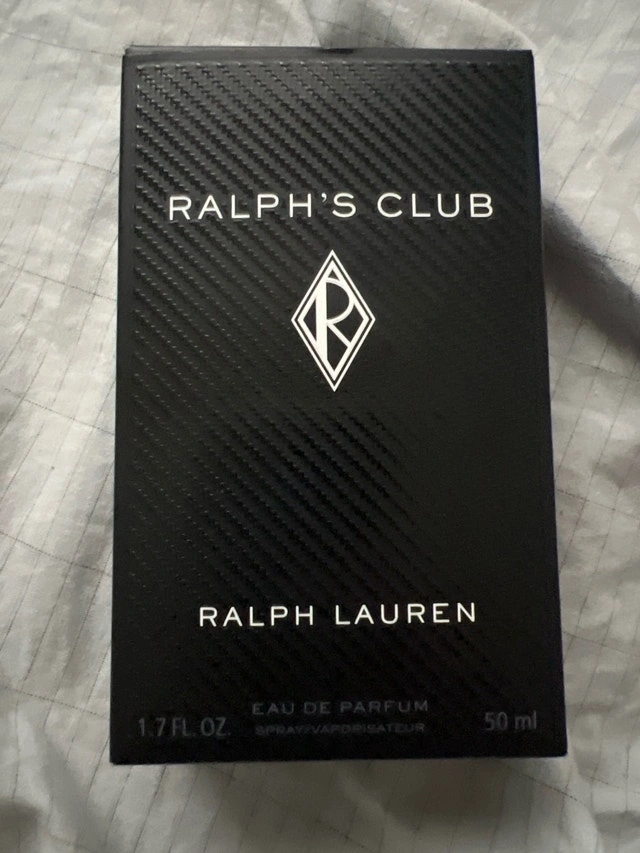 RALPH'S CLUB
R
RALPH LAUREN
EAU DE PARFUM
1.7 FL. OZ. SPRAY/VAPORISATEUR 50 ml